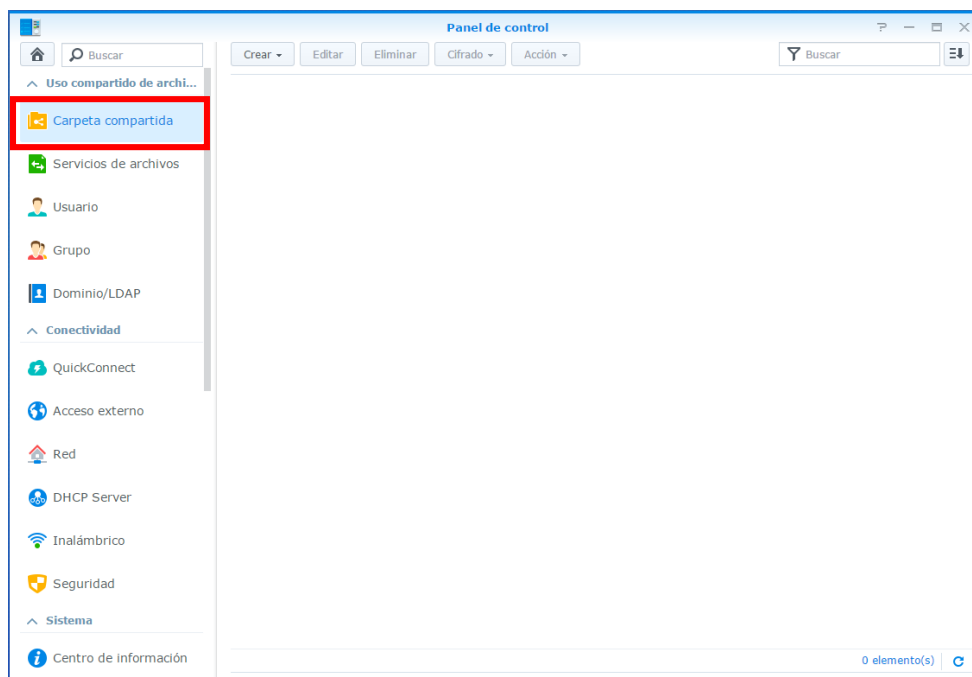 Panel de control
Buscar
Crear Editar Eliminar Cifrado Acción Buscar
Uso compartido de archi...
Carpeta compartida
Servicios de archivos
Usuario
Grupo
Dominio/LDAP
Conectividad
QuickConnect
Acceso externo
Red
DHCP Server
Inalámbrico
Seguridad
Sistema
Centro de información
0 elemento(s)